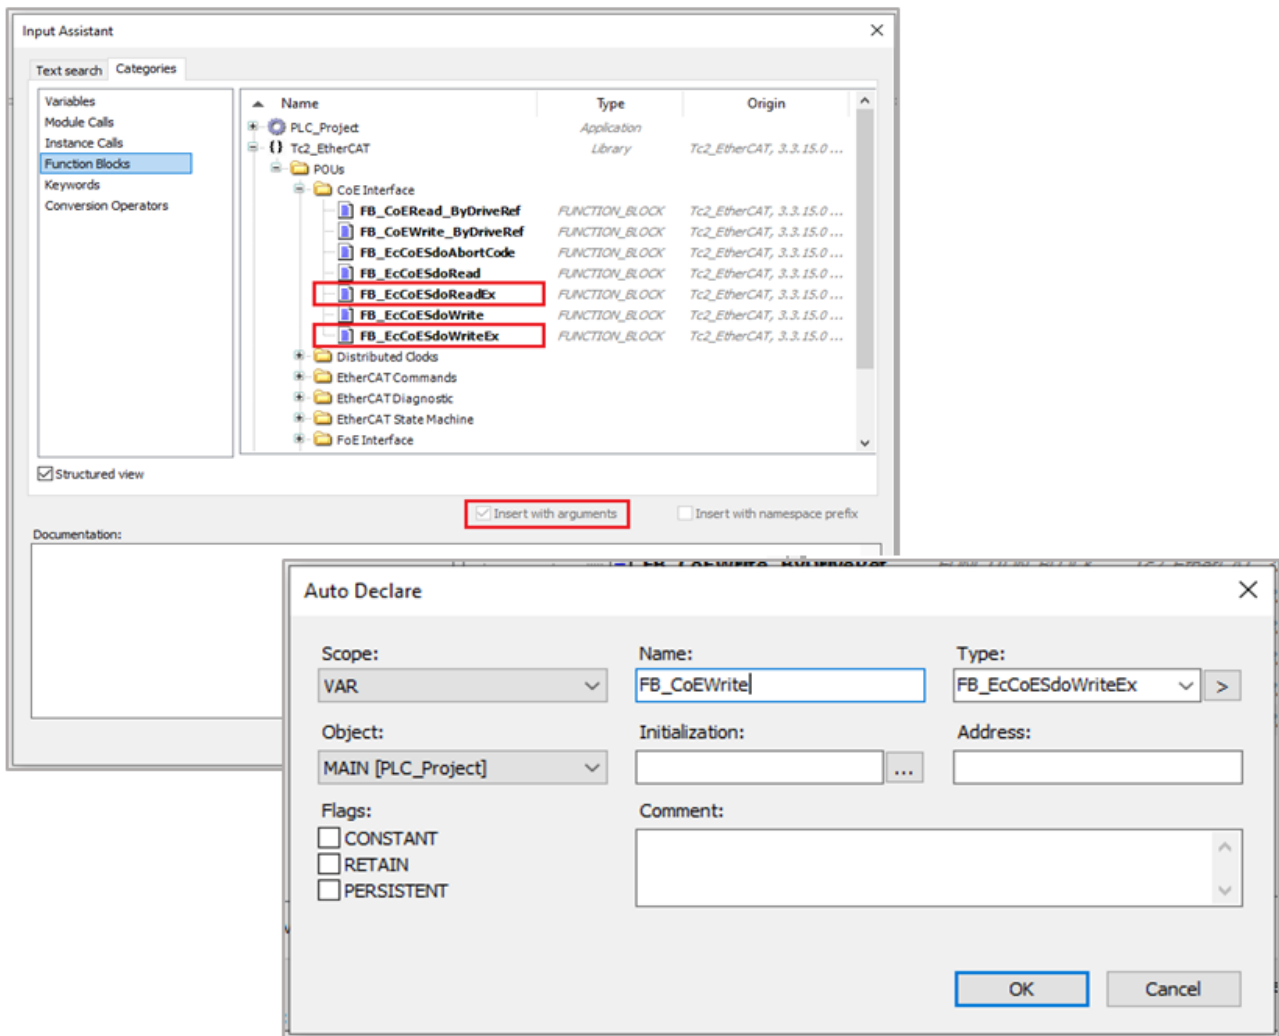 Input Assistant
Text search Categories
Variables
Module Calls
Instance Calls
Function Blocks
Keywords
Conversion Operators
Name Type Origin
PLC_Project Application
Tc2_EtherCAT Library Tc2_EtherCAT, 3.3.15.0 ...
POUs
CoE Interface
FB_CoERead_ByDriveRef FUNCTION_BLOCK Tc2_EtherCAT, 3.3.15.0 ...
FB_CoEWrite_ByDriveRef FUNCTION_BLOCK Tc2_EtherCAT, 3.3.15.0 ...
FB_EcCoESdoAbortCode FUNCTION_BLOCK Tc2_EtherCAT, 3.3.15.0 ...
FB_EcCoESdoRead FUNCTION_BLOCK Tc2_EtherCAT, 3.3.15.0 ...
FB_EcCoESdoReadEx FUNCTION_BLOCK Tc2_EtherCAT, 3.3.15.0 ...
FB_EcCoESdoWrite FUNCTION_BLOCK Tc2_EtherCAT, 3.3.15.0 ...
FB_EcCoESdoWriteEx FUNCTION_BLOCK Tc2_EtherCAT, 3.3.15.0 ...
Distributed Clocks
EtherCAT Commands
EtherCAT Diagnostic
EtherCAT State Machine
FoE Interface
Structured view
Insert with arguments Insert with namespace prefix
Documentation:
Auto Declare
Scope: Name: Type:
VAR FB_CoEWrite FB_EcCoESdoWriteEx >
Object: Initialization: Address:
MAIN [PLC_Project] ...
Flags: Comment:
CONSTANT
RETAIN
PERSISTENT
OK Cancel